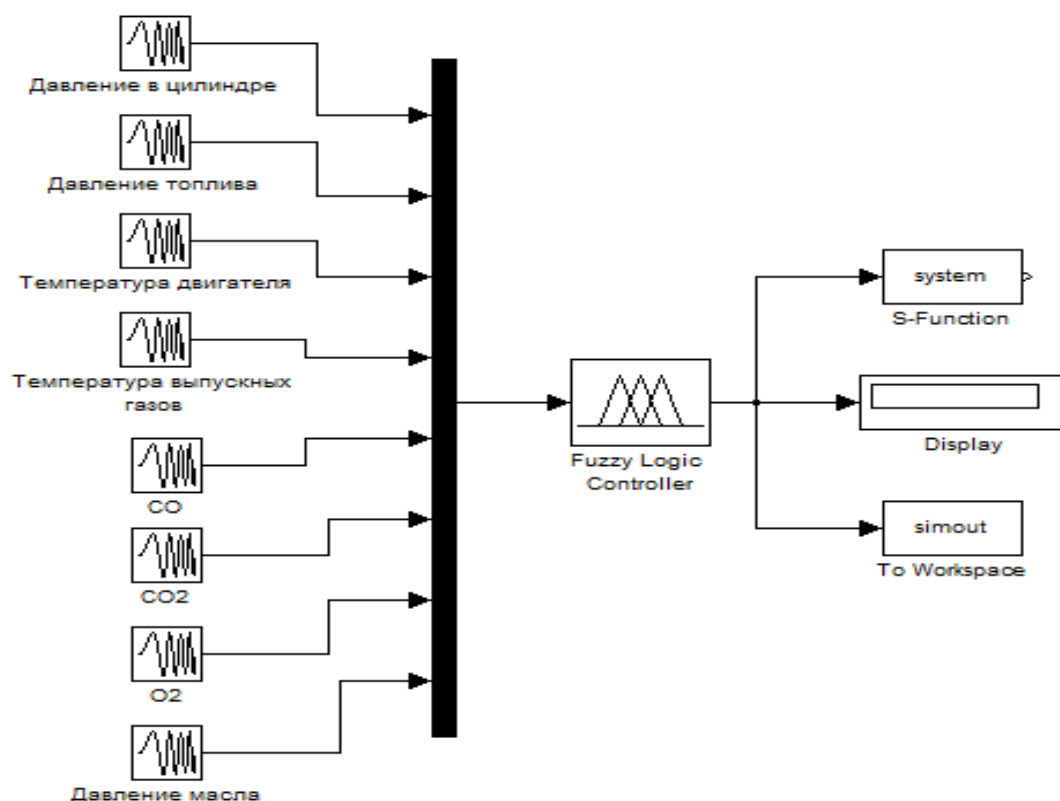 Давление в цилиндре
Давление топлива
Температура двигателя
Температура выпускных
газов
CO
CO2
O2
Давление масла
Fuzzy Logic
Controller
system
S-Function
Display
simout
To Workspace